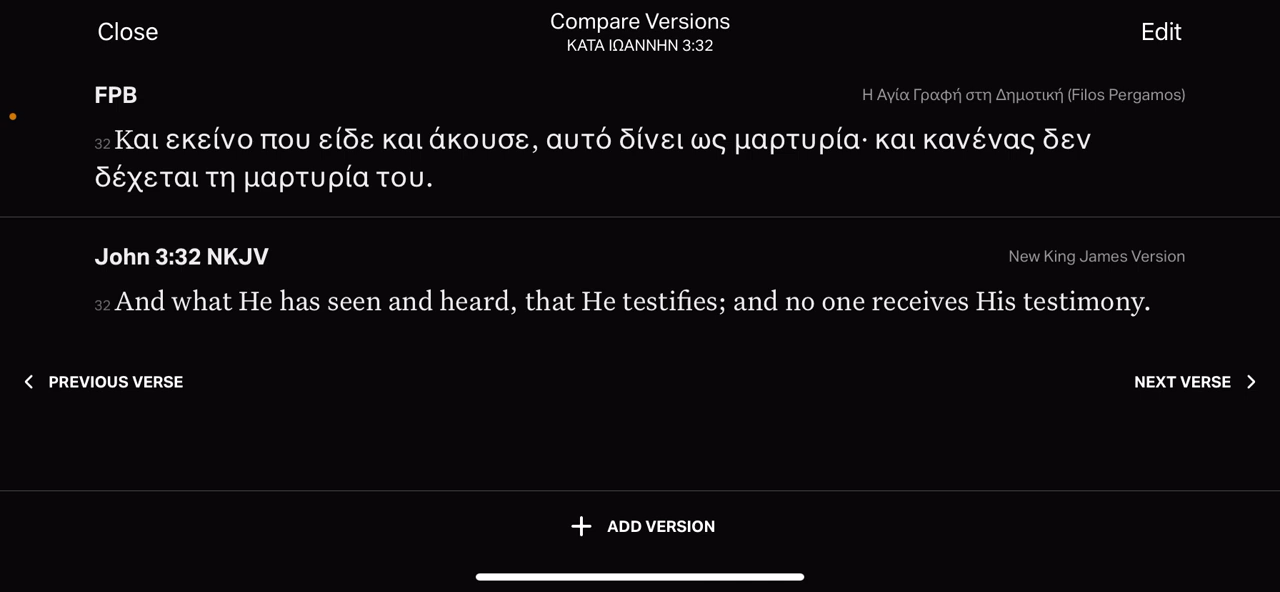 Close
Compare Versions
Edit
ΚΑΤΑ ΙΩΑΝΝΗΝ 3:32
FPB
Η Αγία Γραφή στη Δημοτική (Filos Pergamos)
32 Και εκείνο που είδε και άκουσε, αυτό δίνει ως μαρτυρία· και κανένας δεν
δέχεται τη μαρτυρία του.
John 3:32 NKJV
New King James Version
32 And what He has seen and heard, that He testifies; and no one receives His testimony.
PREVIOUS VERSE
NEXT VERSE
ADD VERSION